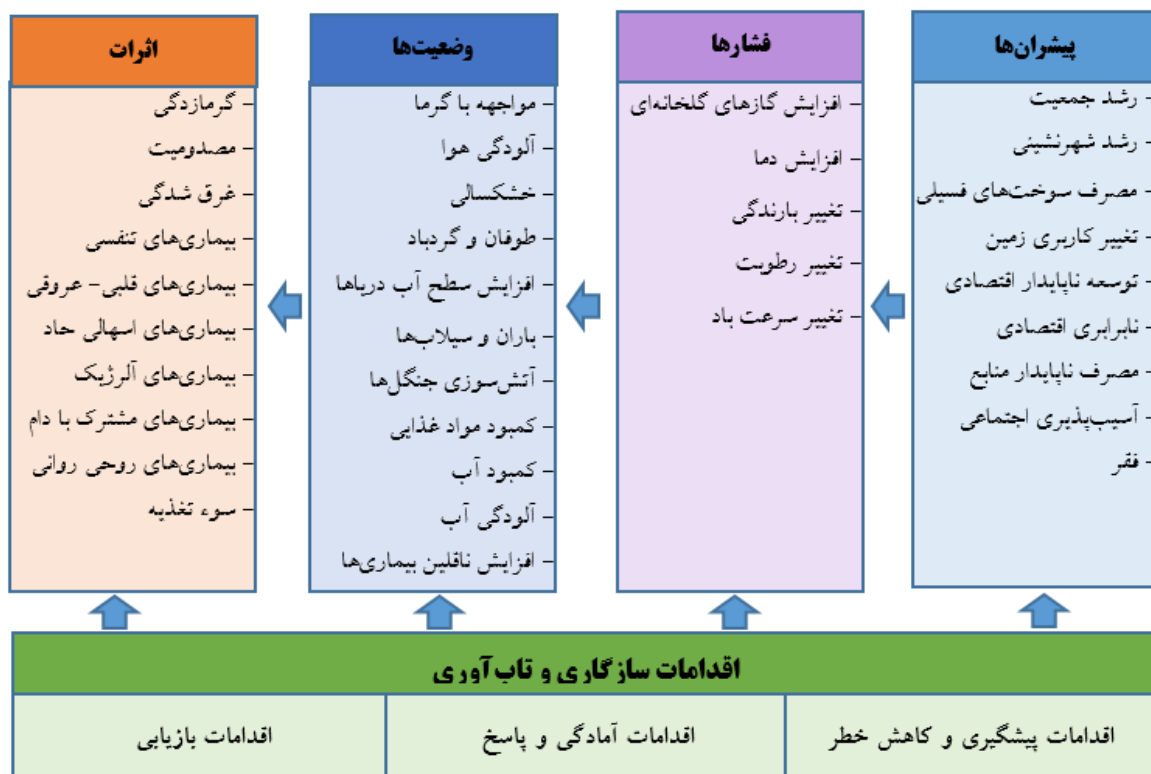 پیشران‌ها
- رشد جمعیت
- رشد شهرنشینی
- مصرف سوخت‌های فسیلی
- تغییر کاربری زمین
- توسعه ناپایدار اقتصادی
- نابرابری اقتصادی
- مصرف ناپایدار منابع
- آسیب‌پذیری اجتماعی
- فقر
فشارها
- افزایش گازهای گلخانه‌ای
- افزایش دما
- تغییر بارندگی
- تغییر رطوبت
- تغییر سرعت باد
وضعیت‌ها
- مواجهه با گرما
- آلودگی هوا
- خشکسالی
- طوفان و گردباد
- افزایش سطح آب دریاها
- باران و سیلاب‌ها
- آتش‌سوزی جنگل‌ها
- کمبود مواد غذایی
- کمبود آب
- آلودگی آب
- افزایش ناقلین بیماری‌ها
اثرات
- گرمازدگی
- مصدومیت
- غرق شدگی
- بیماری‌های تنفسی
- بیماری‌های قلبی- عروقی
- بیماری‌های اسهالی حاد
- بیماری‌های آلرژیک
- بیماری‌های مشترک با دام
- بیماری‌های روحی روانی
- سوء تغذیه
اقدامات سازگاری و تاب‌آوری
اقدامات پیشگیری و کاهش خطر
اقدامات آمادگی و پاسخ
اقدامات بازیابی